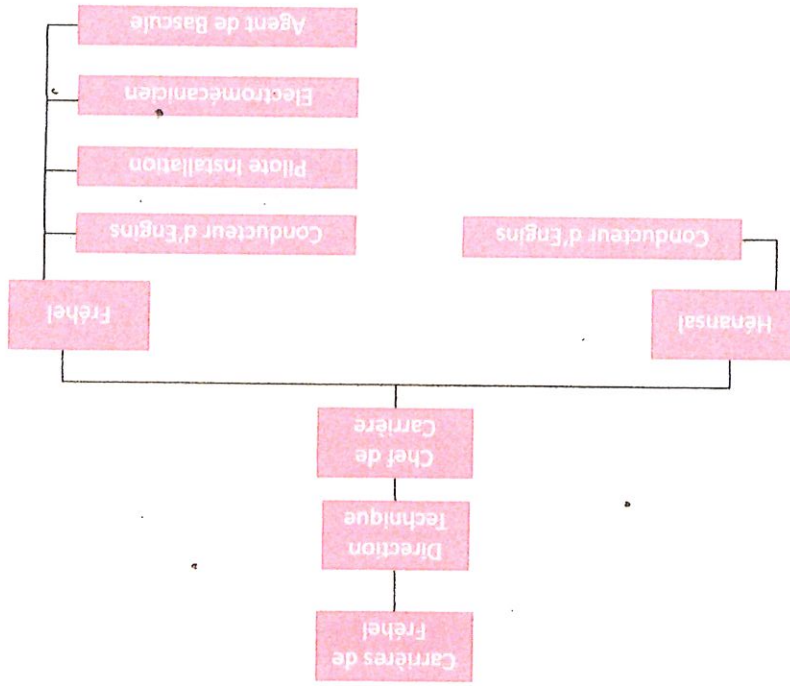 Carrières de
Fréhel
Direction
Technique
Chef de
Carrière
Hénansal
Conducteur d'Engins
Fréhel
Conducteur d'Engins
Pilote Installation
Electromécanicien
Agent de Bascule